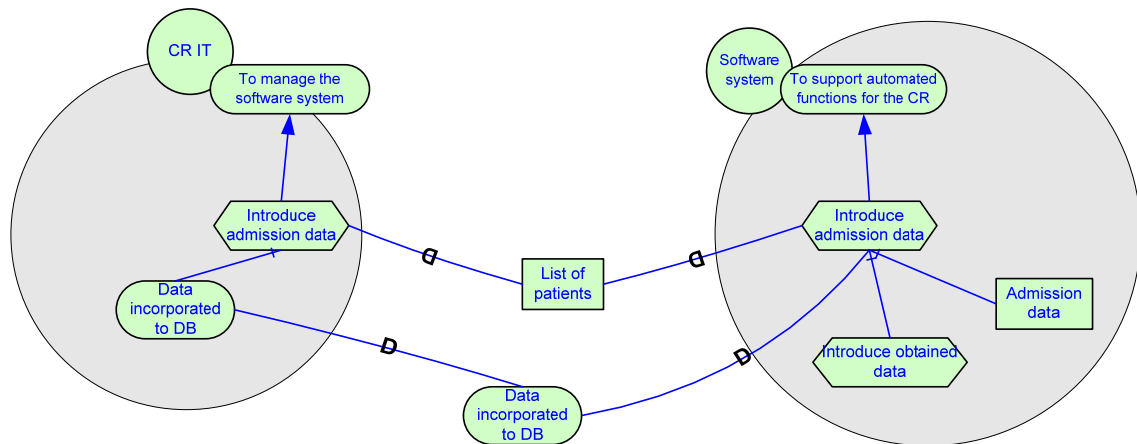 CR IT
To manage the
software system
Software
system
To support automated
functions for the CR
Introduce
admission data
Introduce
admission data
D
D
List of
patients
Admission
data
Data
incorporated
to DB
D
D
Introduce obtained
data
Data
incorporated
to DB